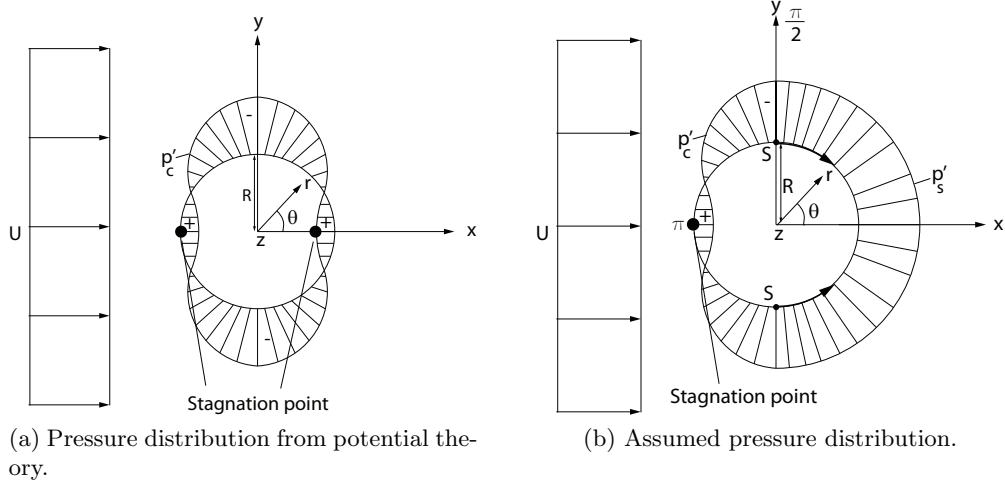 y
-
p'c
R
r
θ
+
+
U
z
x
-
Stagnation point
(a) Pressure distribution from potential the-
ory.
y
π/2
-
p'c
S
R
r
p's
θ
π
+
U
z
x
S
Stagnation point
(b) Assumed pressure distribution.